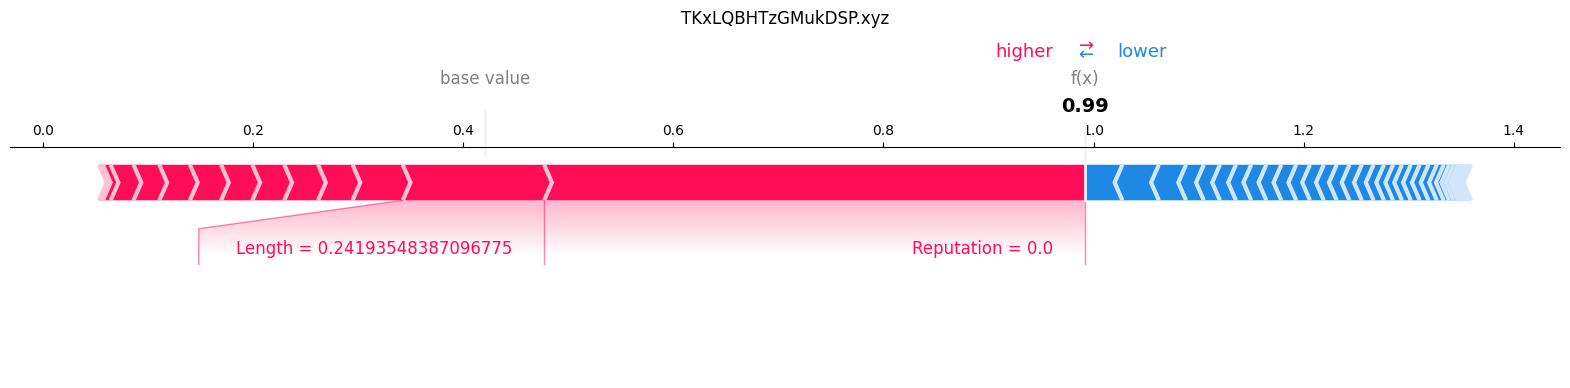 TKxLQBHTzGMukDSP.xyz
higher → ← lower
base value f(x)
0.99
0.0 0.2 0.4 0.6 0.8 1.0 1.2 1.4
Length = 0.24193548387096775 Reputation = 0.0